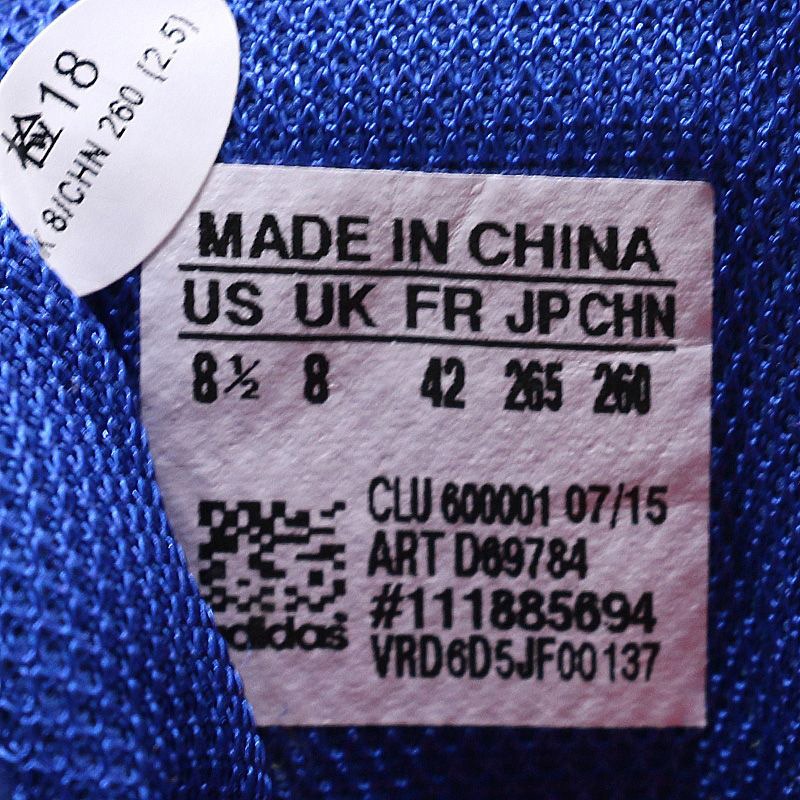 检18
K 8/CHN 260 [2.5]
MADE IN CHINA
US UK FR JP CHN
8½ 8 42 265 260
CLU 600001 07/15
ART D69784
#111885694
VRD6D5JF00137
adidas